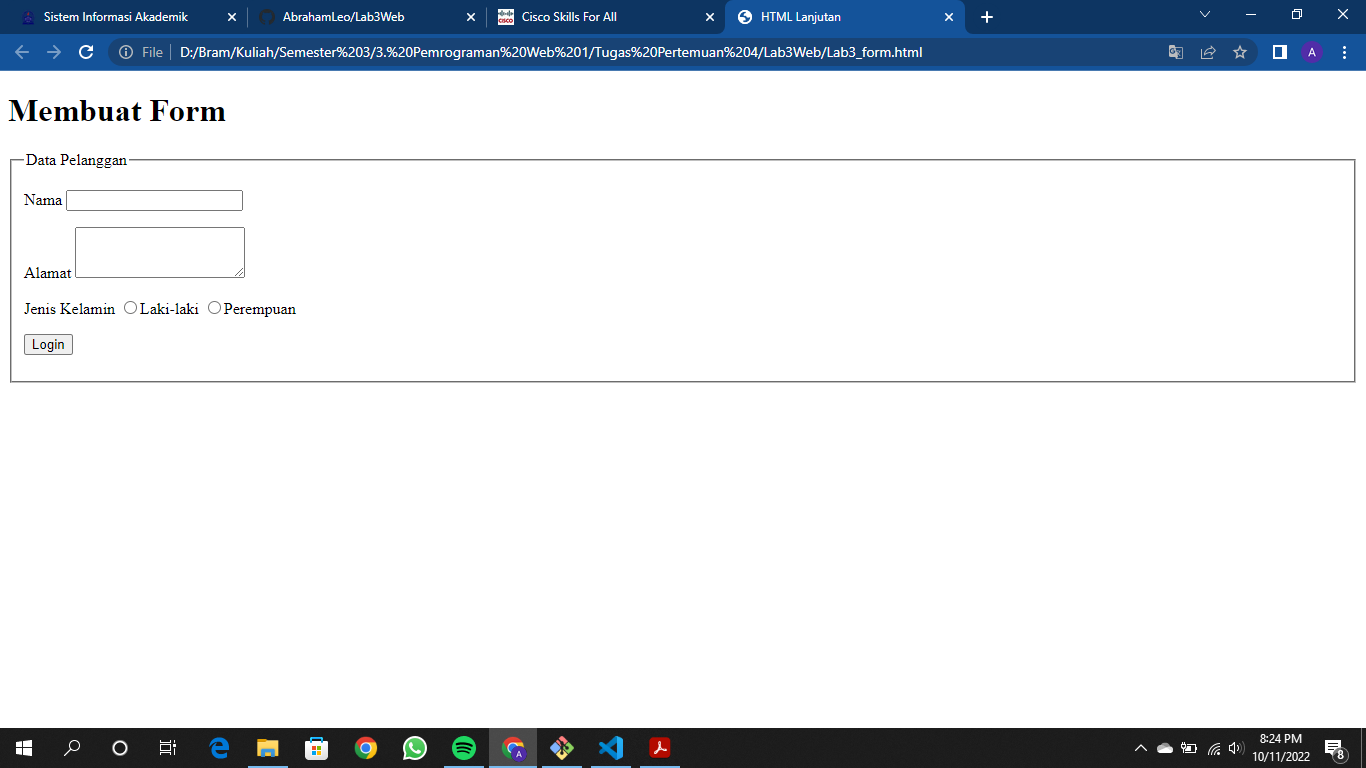 Sistem Informasi Akademik
AbrahamLeo/Lab3Web
CISCO
Cisco Skills For All
HTML Lanjutan
File
D:/Bram/Kuliah/Semester%203/3.%20Pemrograman%20Web%201/Tugas%20Pertemuan%204/Lab3Web/Lab3_form.html
A
Membuat Form
Data Pelanggan
Nama
Alamat
Jenis Kelamin Laki-laki Perempuan
Login
A
8:24 PM
10/11/2022
8